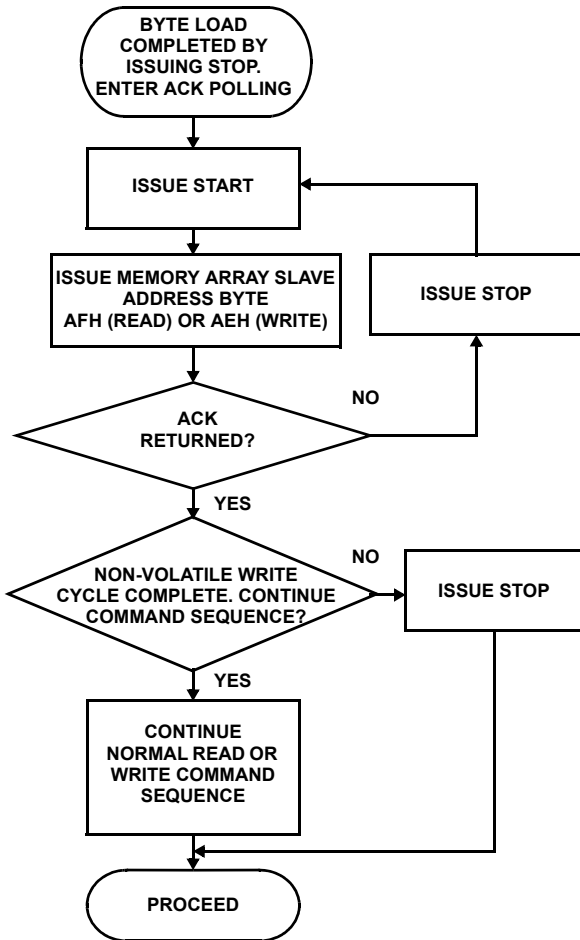 BYTE LOAD
COMPLETED BY
ISSUING STOP.
ENTER ACK POLLING
ISSUE START
ISSUE MEMORY ARRAY SLAVE
ADDRESS BYTE
AFH (READ) OR AEH (WRITE)
ISSUE STOP
ACK
RETURNED?
NO
YES
NON-VOLATILE WRITE
CYCLE COMPLETE. CONTINUE
COMMAND SEQUENCE?
NO
ISSUE STOP
YES
CONTINUE
NORMAL READ OR
WRITE COMMAND
SEQUENCE
PROCEED